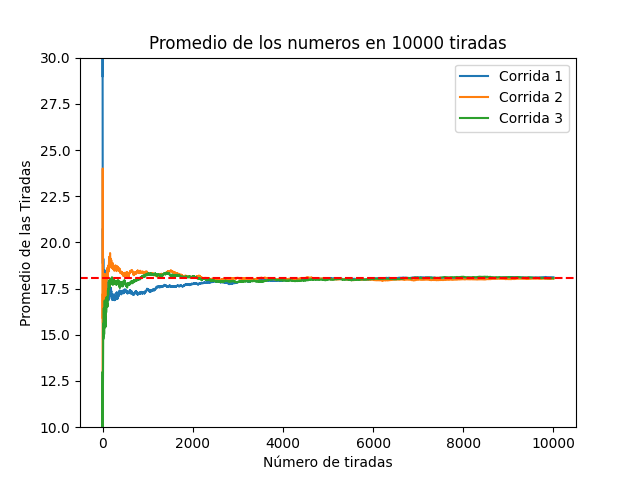 Promedio de los numeros en 10000 tiradas
Promedio de las Tiradas
30.0
27.5
25.0
22.5
20.0
17.5
15.0
12.5
10.0
Corrida 1
Corrida 2
Corrida 3
0
2000
4000
6000
8000
10000
Número de tiradas